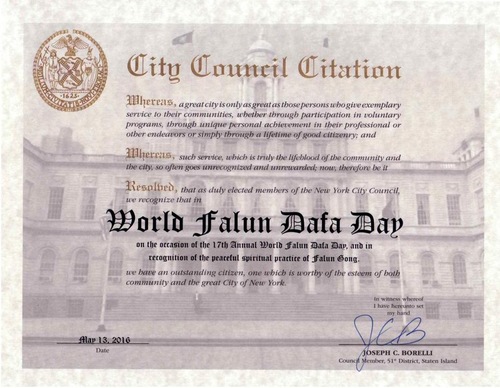 City Council Citation
Whereas, a great city is only as great as those persons who give exemplary
service to their communities, whether through participation in voluntary
programs, through unique personal achievement in their professional or
other endeavors or simply through a lifetime of good citizenry; and
Whereas, such service, which is truly the lifeblood of the community and
the city, so often goes unrecognized and unrewarded; now, therefore be it
Resolved, that as duly elected members of the New York City Council,
we recognize that in
World Falun Dafa Day
on the occasion of the 17th Annual World Falun Dafa Day, and in
recognition of the peaceful spiritual practice of Falun Gong.
we have an outstanding citizen, one which is worthy of the esteem of both
community and the great City of New York.
In witness whereof
I have hereunto set
my hand
May 13, 2016
Date
JOSEPH C. BORELLI
Council Member, 51st District, Staten Island